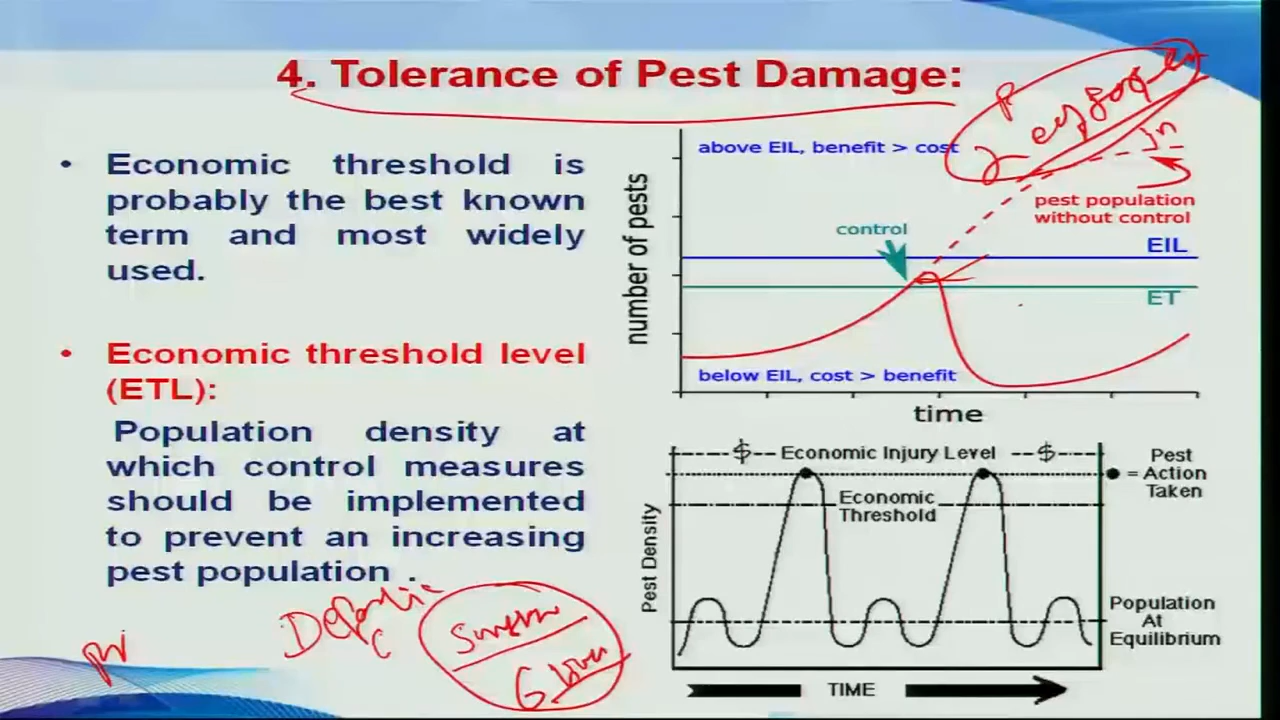 4. Tolerance of Pest Damage:
• Economic threshold is
probably the best known
term and most widely
used.
• Economic threshold level
(ETL):
Population density at
which control measures
should be implemented
to prevent an increasing
pest population .
above EIL, benefit > cost
pest population
without control
control
EIL
ET
below EIL, cost > benefit
number of pests
time
$ Economic Injury Level $
Pest
= Action
Taken
Economic
Threshold
Pest Density
Population
At
Equilibrium
TIME